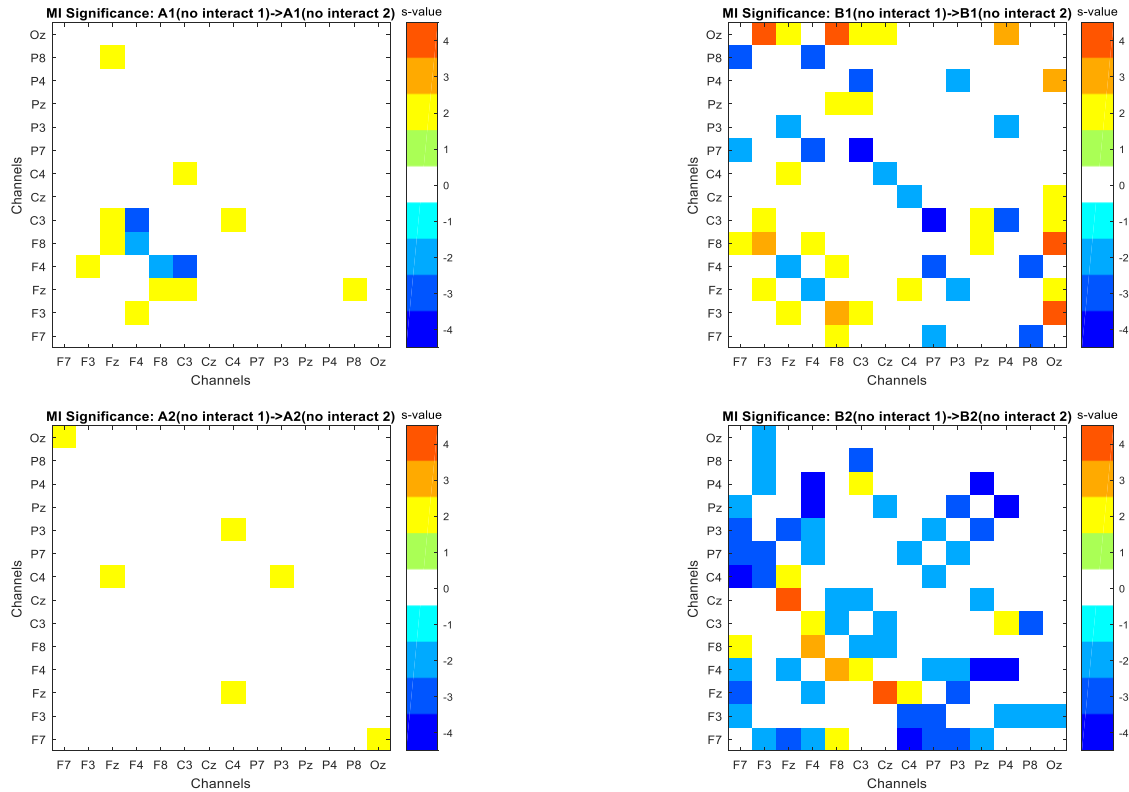 MI Significance: A1(no interact 1)->A1(no interact 2) s-value
Oz
P8
P4
Pz
P3
P7
C4
Cz
C3
F8
F4
Fz
F3
F7
Channels
F7 F3 Fz F4 F8 C3 Cz C4 P7 P3 Pz P4 P8 Oz
Channels
4
3
2
1
0
-1
-2
-3
-4
MI Significance: B1(no interact 1)->B1(no interact 2) s-value
Oz
P8
P4
Pz
P3
P7
C4
Cz
C3
F8
F4
Fz
F3
F7
Channels
F7 F3 Fz F4 F8 C3 Cz C4 P7 P3 Pz P4 P8 Oz
Channels
4
3
2
1
0
-1
-2
-3
-4
MI Significance: A2(no interact 1)->A2(no interact 2) s-value
Oz
P8
P4
Pz
P3
P7
C4
Cz
C3
F8
F4
Fz
F3
F7
Channels
F7 F3 Fz F4 F8 C3 Cz C4 P7 P3 Pz P4 P8 Oz
Channels
4
3
2
1
0
-1
-2
-3
-4
MI Significance: B2(no interact 1)->B2(no interact 2) s-value
Oz
P8
P4
Pz
P3
P7
C4
Cz
C3
F8
F4
Fz
F3
F7
Channels
F7 F3 Fz F4 F8 C3 Cz C4 P7 P3 Pz P4 P8 Oz
Channels
4
3
2
1
0
-1
-2
-3
-4